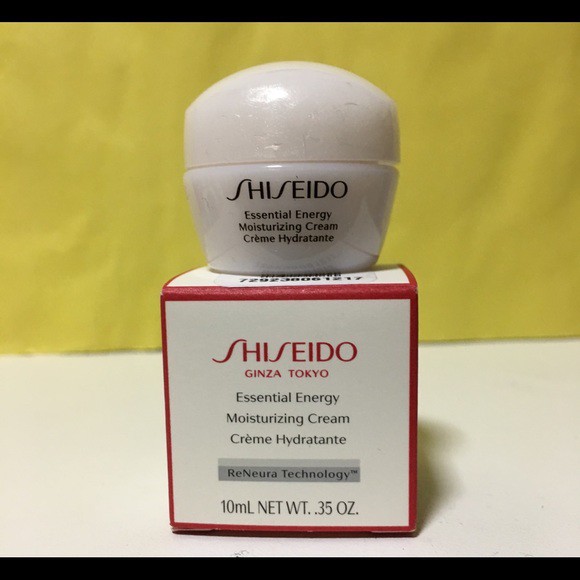 SHISEIDO
Essential Energy
Moisturizing Cream
Crème Hydratante
729238061217
SHISEIDO
GINZA TOKYO
Essential Energy
Moisturizing Cream
Crème Hydratante
ReNeura Technology™
10mL NET WT. .35 OZ.